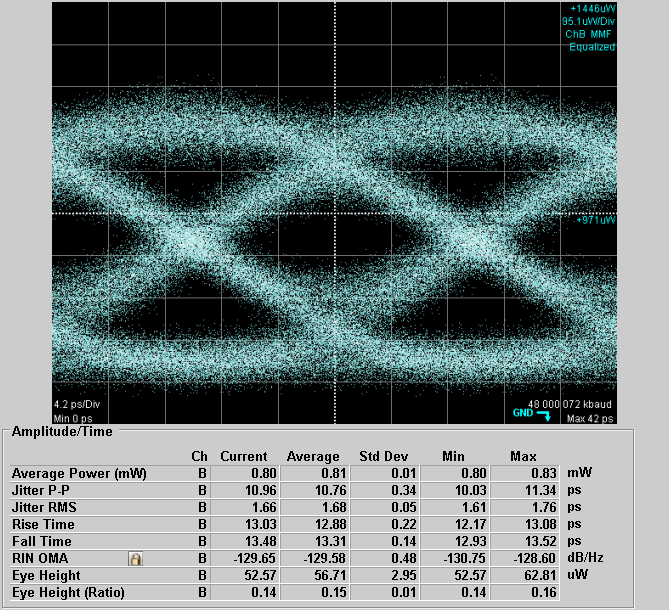 +1446uW
95.1uW/Div
ChB MMF
Equalized
+971uW
4.2 ps/Div
48 000 072 kbaud
Min 0 ps
GND
Max 42 ps
Amplitude/Time
Ch Current Average Std Dev Min Max
Average Power (mW) B 0.80 0.81 0.01 0.80 0.83 mW
Jitter P-P B 10.96 10.76 0.34 10.03 11.34 ps
Jitter RMS B 1.66 1.68 0.05 1.61 1.76 ps
Rise Time B 13.03 12.88 0.22 12.17 13.08 ps
Fall Time B 13.48 13.31 0.14 12.93 13.52 ps
RIN OMA B -129.65 -129.58 0.48 -130.75 -128.60 dB/Hz
Eye Height B 52.57 56.71 2.95 52.57 62.81 uW
Eye Height (Ratio) B 0.14 0.15 0.01 0.14 0.16